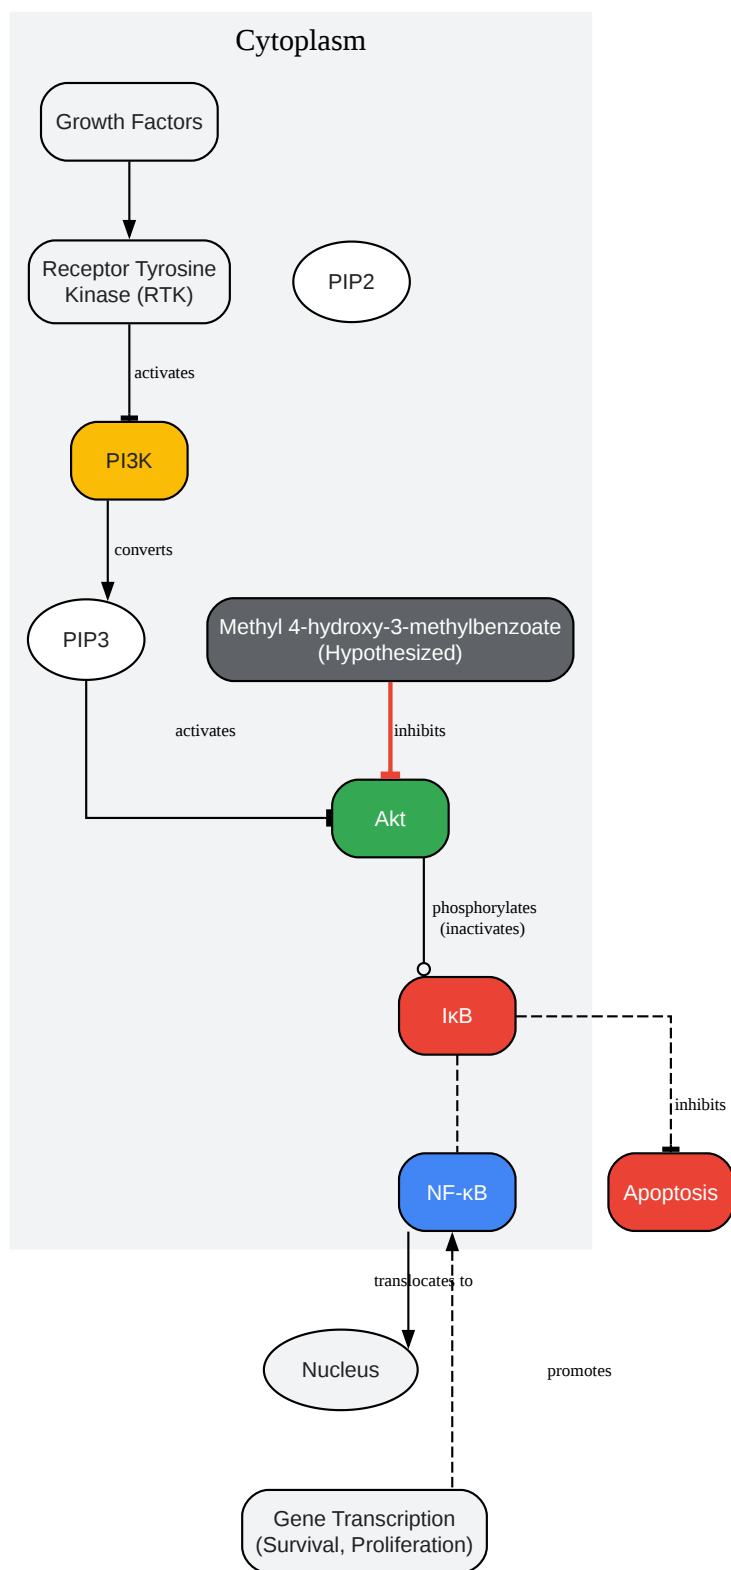 Cytoplasm
Growth Factors
Receptor Tyrosine
Kinase (RTK)
PIP2
activates
PI3K
converts
PIP3
Methyl 4-hydroxy-3-methylbenzoate
(Hypothesized)
activates
inhibits
Akt
phosphorylates
(inactivates)
IκB
inhibits
NF-κB
Apoptosis
translocates to
Nucleus
promotes
Gene Transcription
(Survival, Proliferation)